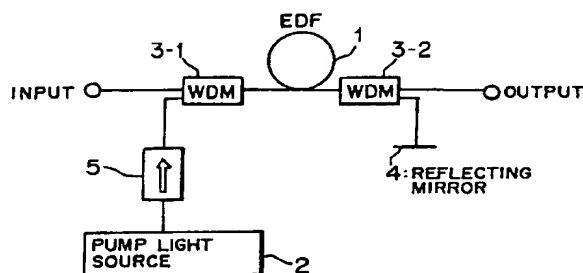 EDF
1
3-1
3-2
INPUT
WDM
WDM
OUTPUT
5
4: REFLECTING
MIRROR
PUMP LIGHT
SOURCE
2